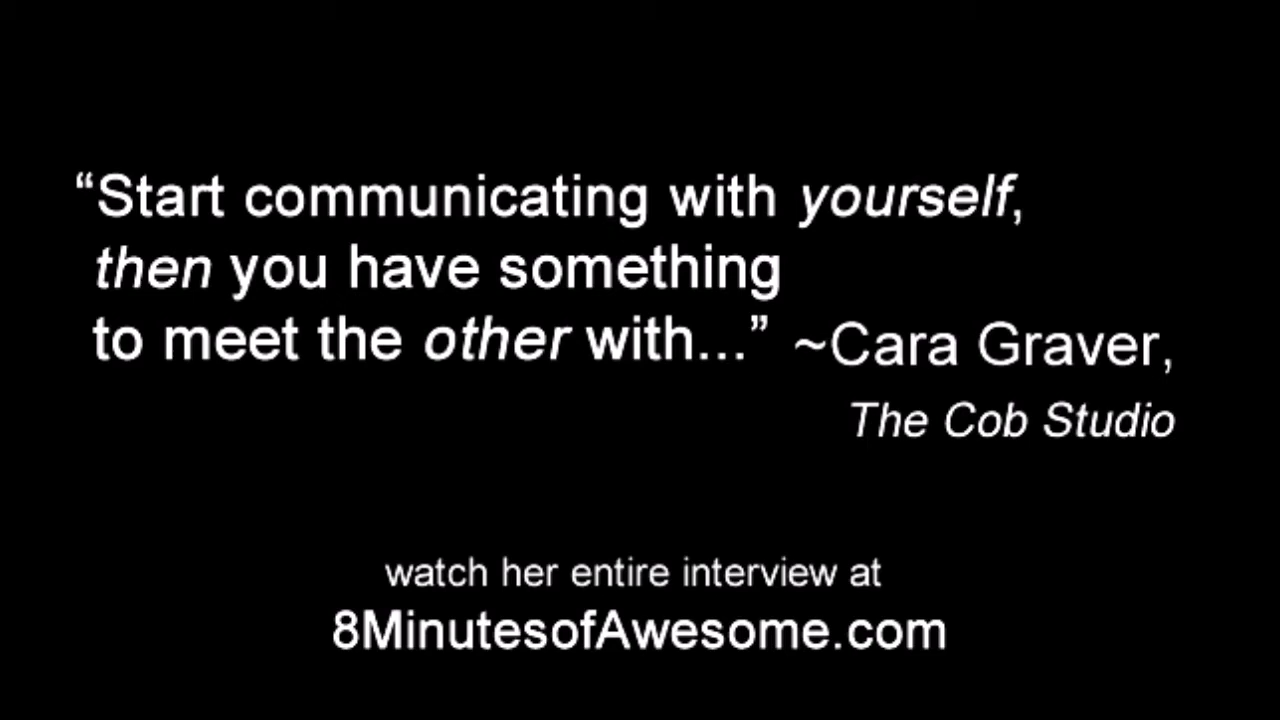 “Start communicating with yourself,
then you have something
to meet the other with...” ~Cara Graver,
The Cob Studio
watch her entire interview at
8MinutesofAwesome.com